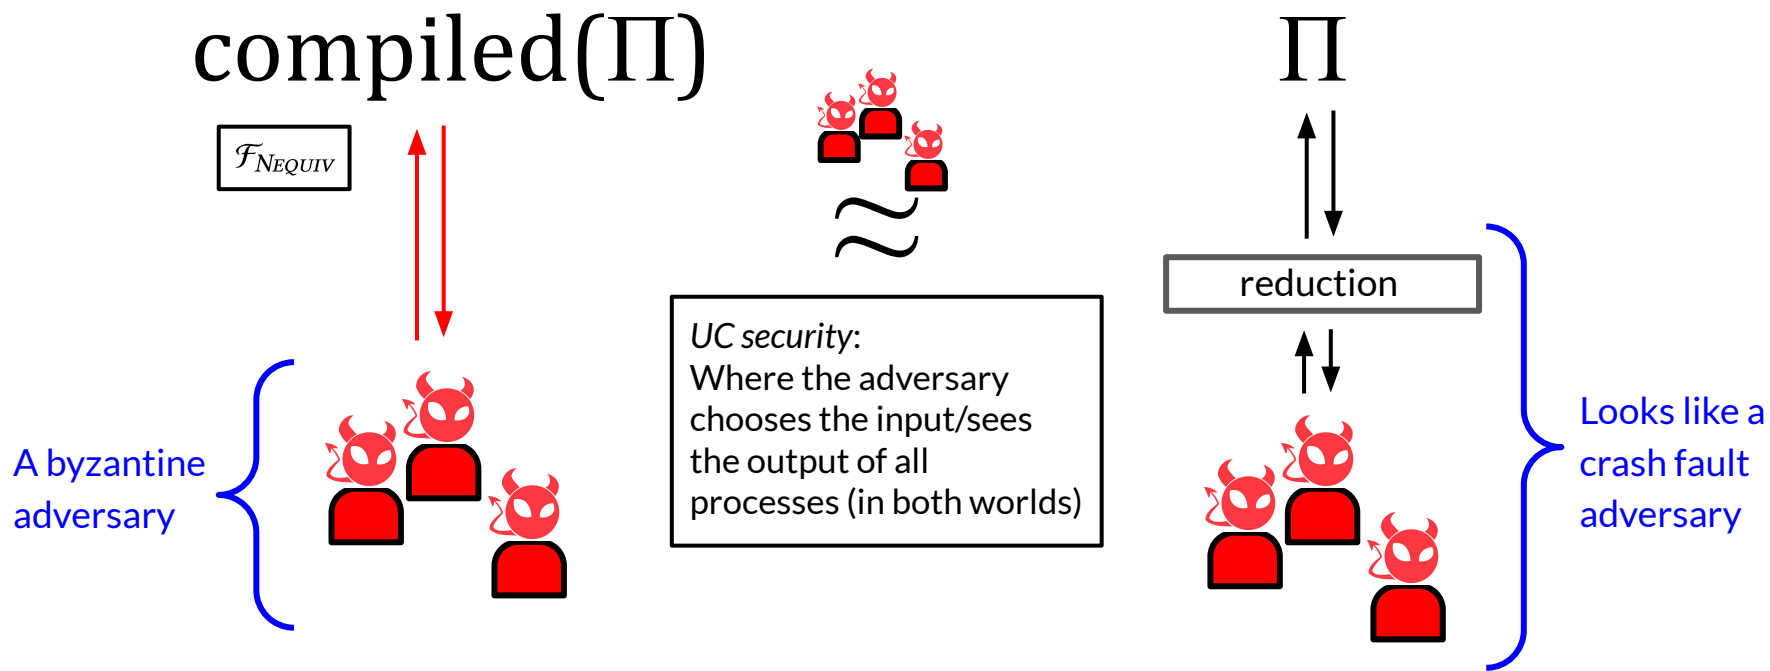 compiled(Π)
Π
ℱNEQUIV
reduction
UC security:
Where the adversary
chooses the input/sees
the output of all
processes (in both worlds)
A byzantine
adversary
Looks like a
crash fault
adversary